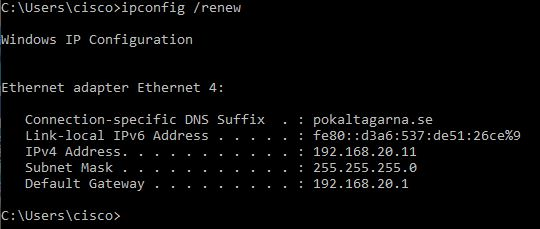 C:\Users\cisco>ipconfig /renew
Windows IP Configuration
Ethernet adapter Ethernet 4:
Connection-specific DNS Suffix  . : pokaltagarna.se
Link-local IPv6 Address . . . . . : fe80::d3a6:537:de51:26ce%9
IPv4 Address. . . . . . . . . . . : 192.168.20.11
Subnet Mask . . . . . . . . . . . : 255.255.255.0
Default Gateway . . . . . . . . . : 192.168.20.1
C:\Users\cisco>